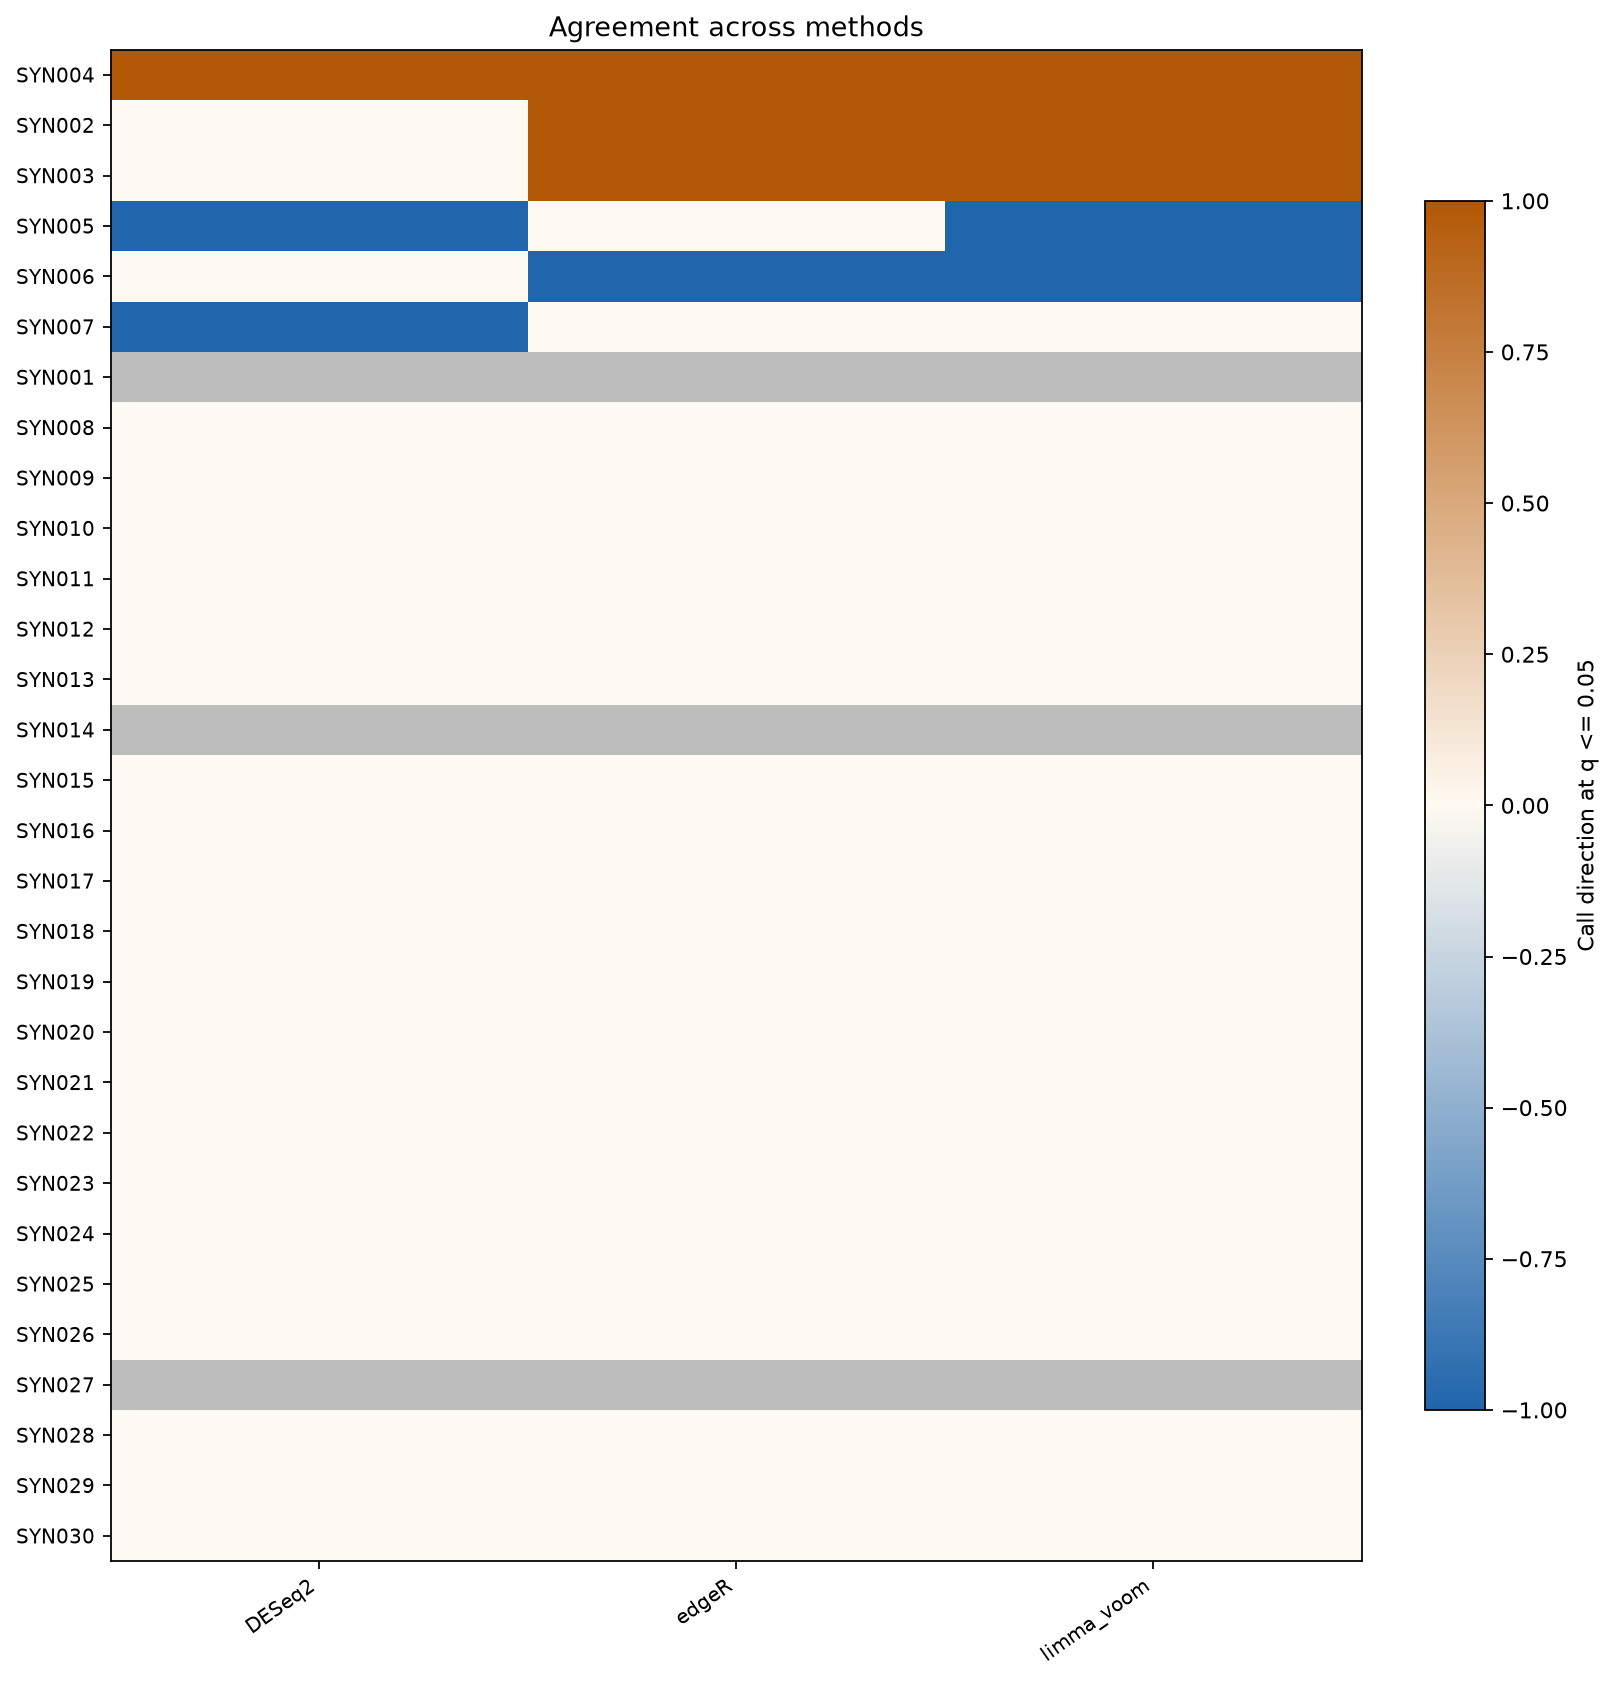 Agreement across methods
SYN004
SYN002
SYN003
SYN005
SYN006
SYN007
SYN001
SYN008
SYN009
SYN010
SYN011
SYN012
SYN013
SYN014
SYN015
SYN016
SYN017
SYN018
SYN019
SYN020
SYN021
SYN022
SYN023
SYN024
SYN025
SYN026
SYN027
SYN028
SYN029
SYN030
DESeq2
edgeR
limma_voom
1.00
0.75
0.50
0.25
0.00
−0.25
−0.50
−0.75
−1.00
Call direction at q <= 0.05